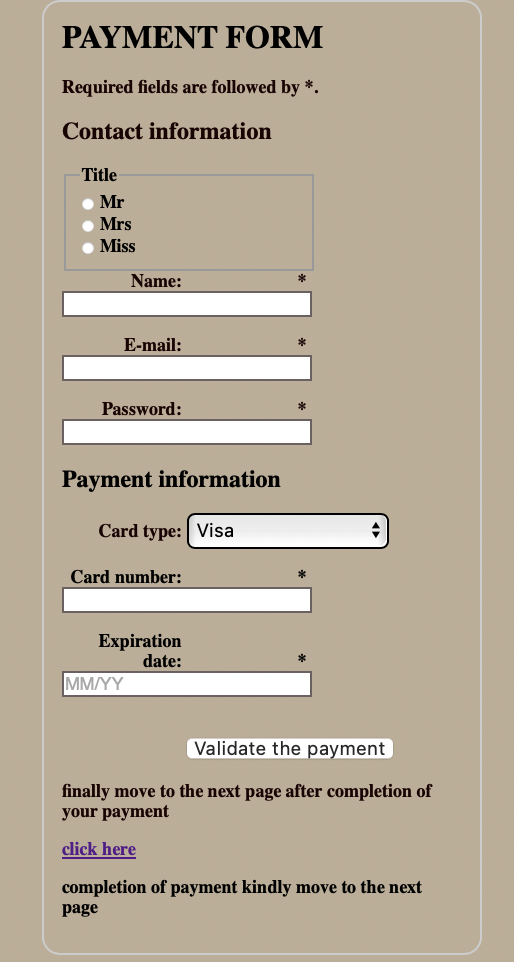 PAYMENT FORM
Required fields are followed by *.
Contact information
Title
Mr
Mrs
Miss
Name: *
E-mail: *
Password: *
Payment information
Card type: Visa
Card number: *
Expiration
date: *
MM/YY
Validate the payment
finally move to the next page after completion of
your payment
click here
completion of payment kindly move to the next
page